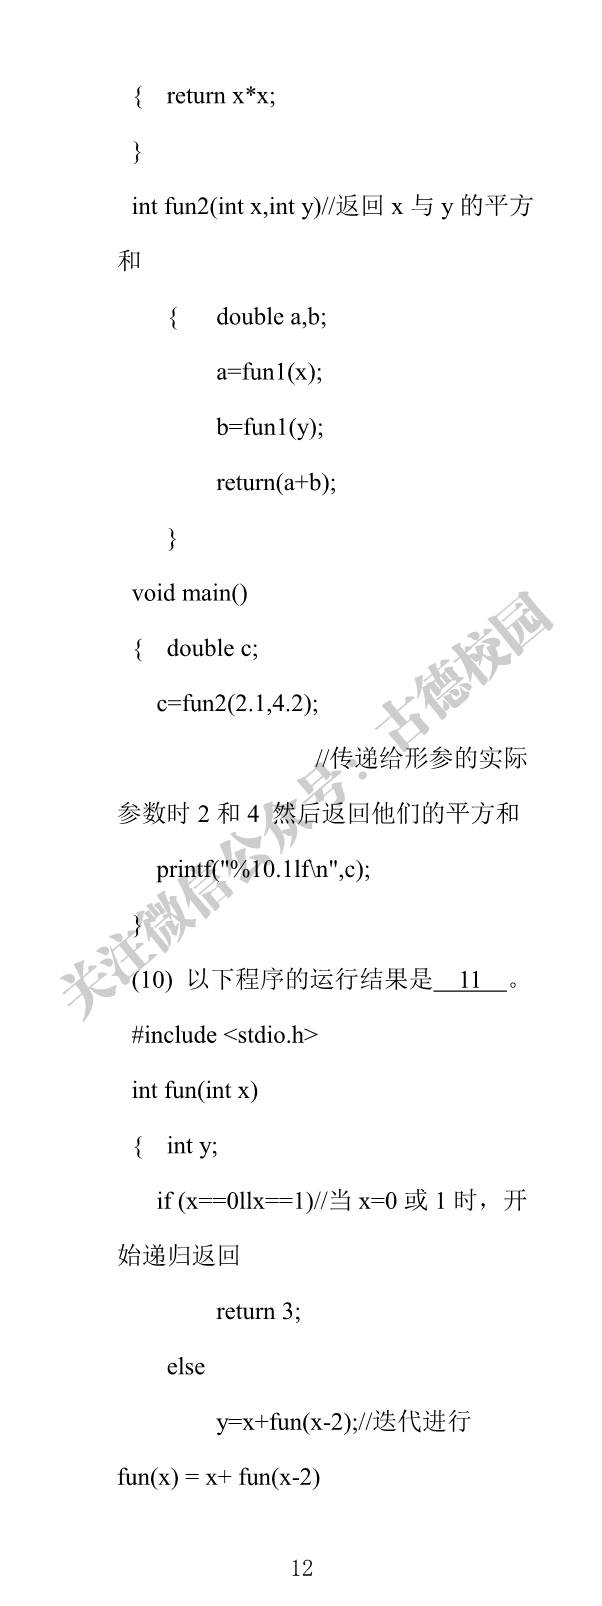 { return x*x;
}
int fun2(int x,int y)//返回 x 与 y 的平方
和
{ double a,b;
a=fun1(x);
b=fun1(y);
return(a+b);
}
void main()
{ double c;
c=fun2(2.1,4.2);
//传递给形参的实际
参数时 2 和 4 然后返回他们的平方和
printf("%10.1lf\n",c);
}
(10) 以下程序的运行结果是 11 。
#include <stdio.h>
int fun(int x)
{ int y;
if (x==0llx==1)//当 x=0 或 1 时，开
始递归返回
return 3;
else
y=x+fun(x-2);//迭代进行
fun(x) = x+ fun(x-2)
12
关注微信公众号：古德校园